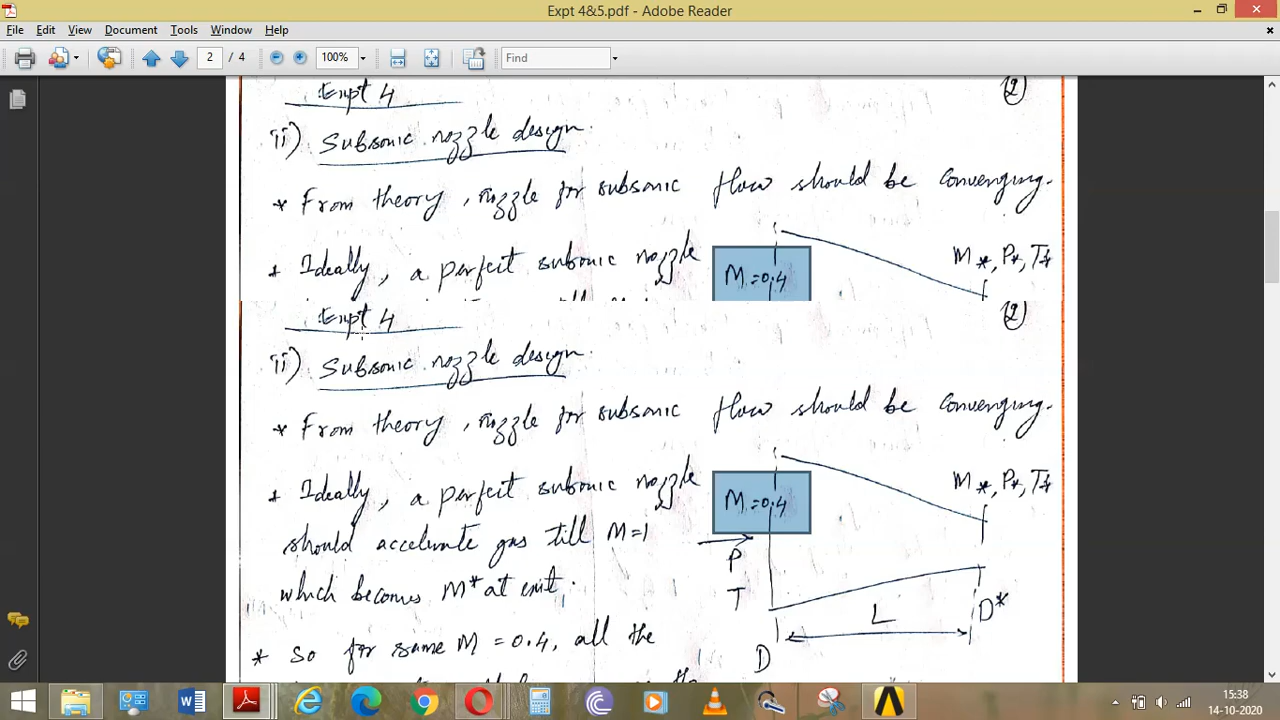 Expt 4&5.pdf - Adobe Reader
File Edit View Document Tools Window Help
2 / 4 100% Find
Expt 4
(2)
ii) Subsonic nozzle design.
* From theory, nozzle for subsonic flow should be converging.
* Ideally, a perfect subsonic nozzle
M=0.4
M*, P*, T*
Expt 4
(2)
ii) Subsonic nozzle design.
* From theory, nozzle for subsonic flow should be converging.
* Ideally, a perfect subsonic nozzle
M=0.4
M*, P*, T*
should accelerate gas till M=1
P
which becomes M* at exit.
T
L
D*
* So for same M = 0.4, all the
D
15:38
14-10-2020